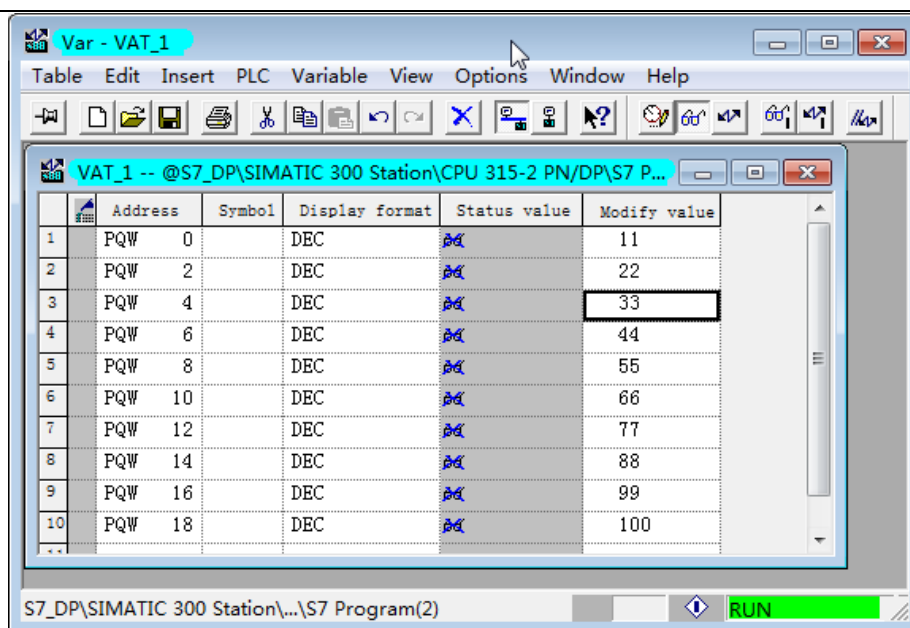 Var - VAT_1
Table Edit Insert PLC Variable View Options Window Help
VAT_1 -- @S7_DP\SIMATIC 300 Station\CPU 315-2 PN/DP\S7 P...
Address Symbol Display format Status value Modify value
1 PQW 0 DEC 11
2 PQW 2 DEC 22
3 PQW 4 DEC 33
4 PQW 6 DEC 44
5 PQW 8 DEC 55
6 PQW 10 DEC 66
7 PQW 12 DEC 77
8 PQW 14 DEC 88
9 PQW 16 DEC 99
10 PQW 18 DEC 100
S7_DP\SIMATIC 300 Station\...\S7 Program(2) RUN